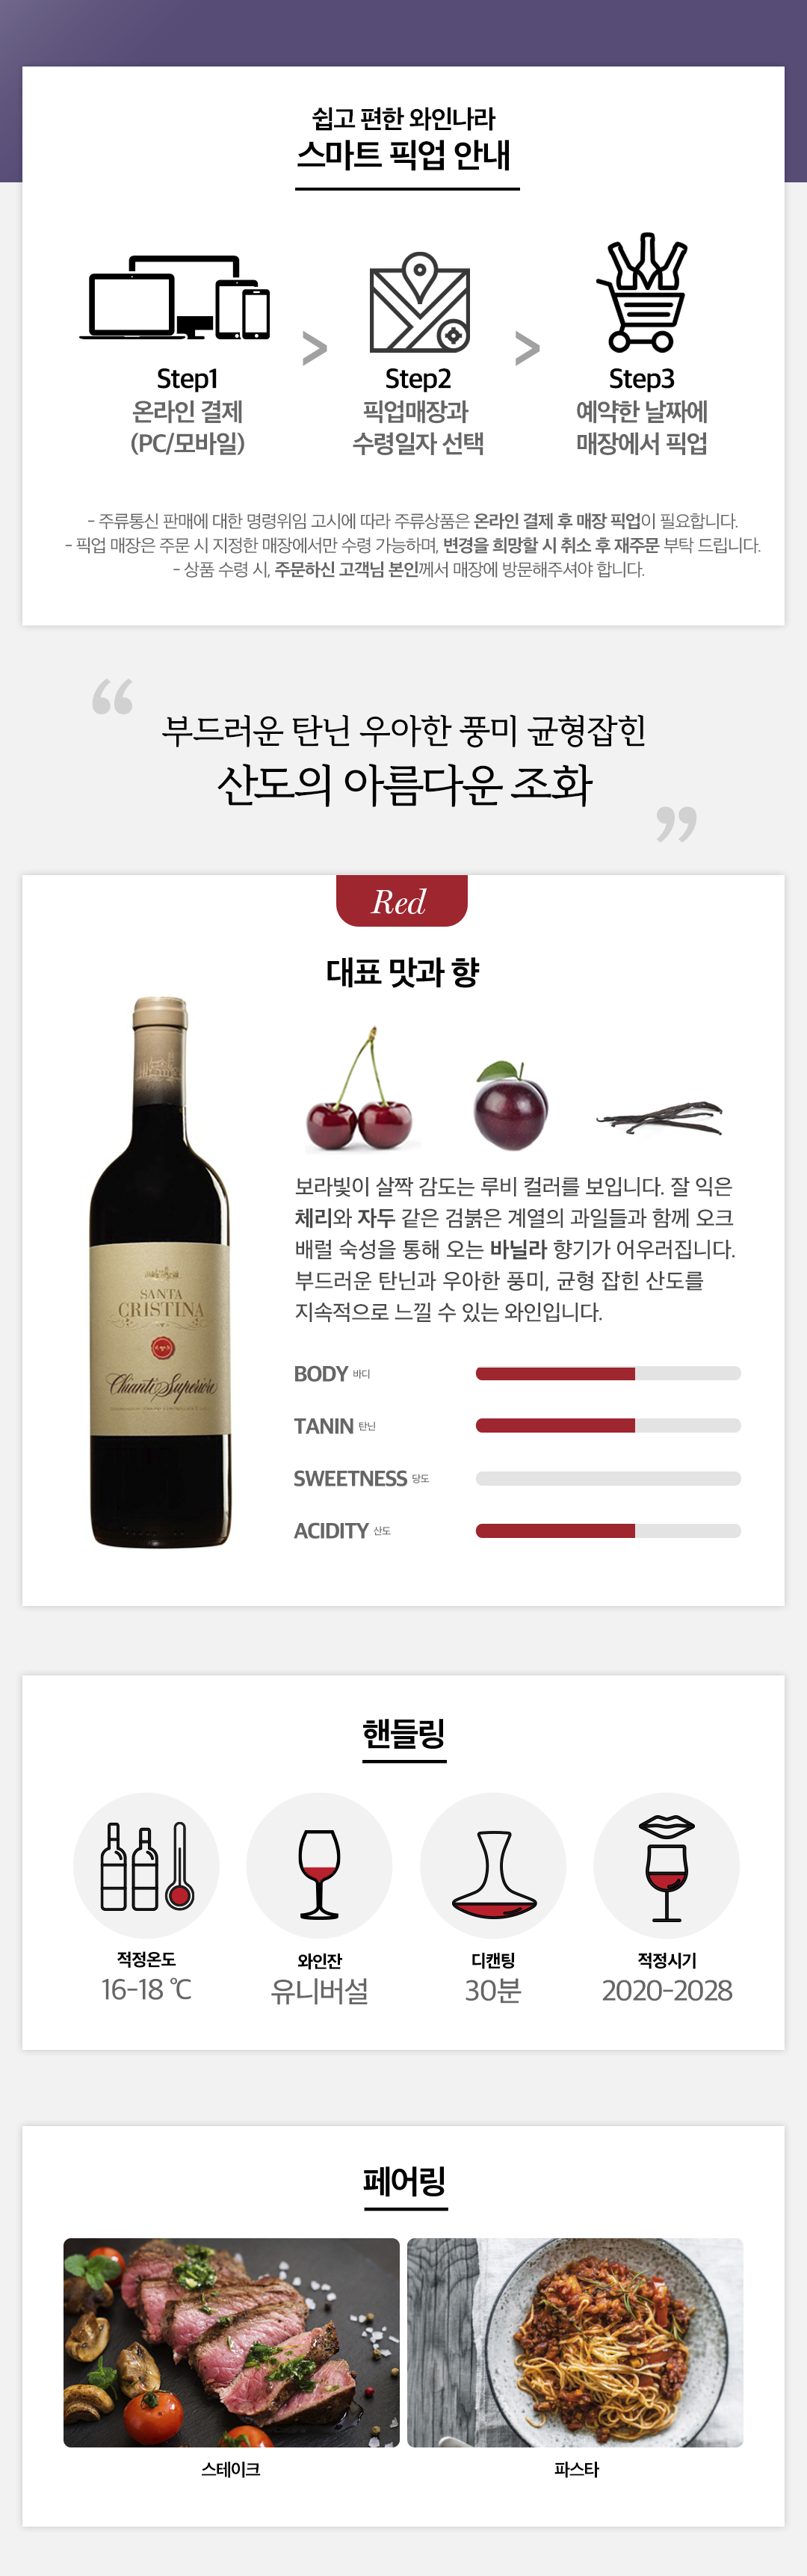 쉽고 편한 와인나라
스마트 픽업 안내
>
>
Step1
온라인 결제
(PC/모바일)
Step2
픽업매장과
수령일자 선택
Step3
예약한 날짜에
매장에서 픽업
- 주류통신 판매에 대한 명령위임 고시에 따라 주류상품은 온라인 결제 후 매장 픽업이 필요합니다.
- 픽업 매장은 주문 시 지정한 매장에서만 수령 가능하며, 변경을 희망할 시 취소 후 재주문 부탁 드립니다.
- 상품 수령 시, 주문하신 고객님 본인께서 매장에 방문해주셔야 합니다.
“
부드러운 탄닌 우아한 풍미 균형잡힌
산도의 아름다운 조화
”
Red
대표 맛과 향
보라빛이 살짝 감도는 루비 컬러를 보입니다. 잘 익은
체리와 자두 같은 검붉은 계열의 과일들과 함께 오크
배럴 숙성을 통해 오는 바닐라 향기가 어우러집니다.
부드러운 탄닌과 우아한 풍미, 균형 잡힌 산도를
지속적으로 느낄 수 있는 와인입니다.
SANTA
CRISTINA
Chianti Superiore
BODY 바디
TANIN 탄닌
SWEETNESS 당도
ACIDITY 산도
핸들링
적정온도
16-18 ℃
와인잔
유니버설
디캔팅
30분
적정시기
2020-2028
페어링
스테이크
파스타